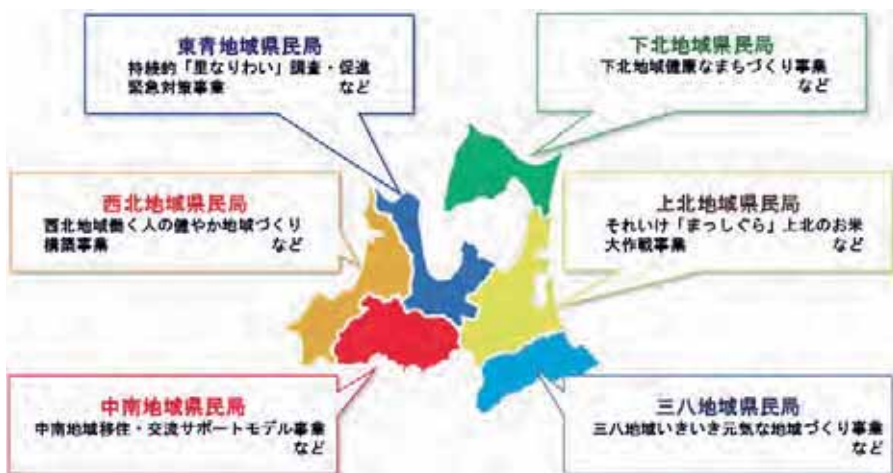 東青地域県民局
持続的「里なりわい」調査・促進
緊急対策事業 など
下北地域県民局
下北地域健康なまちづくり事業
など
西北地域県民局
西北地域働く人の健やか地域づくり
構築事業 など
上北地域県民局
それいけ「まっしぐら」上北のお米
大作戦事業 など
中南地域県民局
中南地域移住・交流サポートモデル事業
など
三八地域県民局
三八地域いきいき元気な地域づくり事業
など